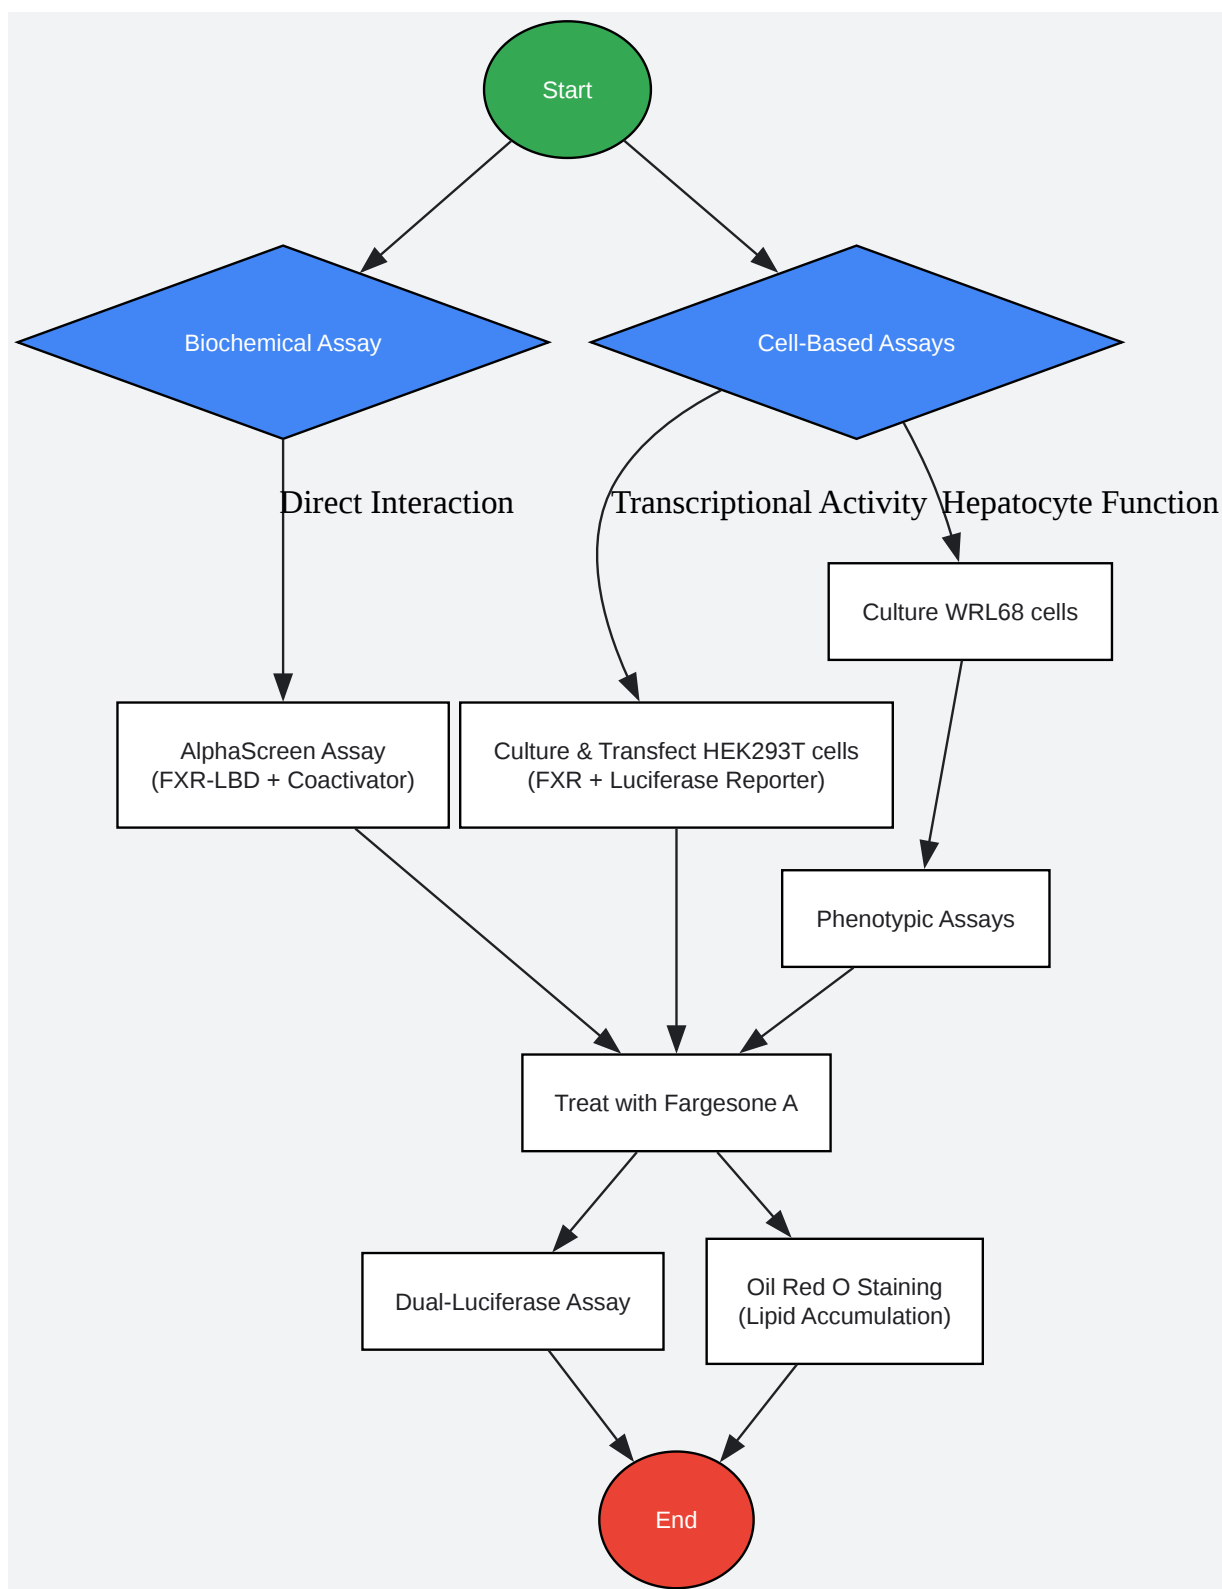 Start
Biochemical Assay
Cell-Based Assays
Direct Interaction
Transcriptional Activity
Hepatocyte Function
Culture WRL68 cells
AlphaScreen Assay
(FXR-LBD + Coactivator)
Culture & Transfect HEK293T cells
(FXR + Luciferase Reporter)
Phenotypic Assays
Treat with Fargesone A
Dual-Luciferase Assay
Oil Red O Staining
(Lipid Accumulation)
End